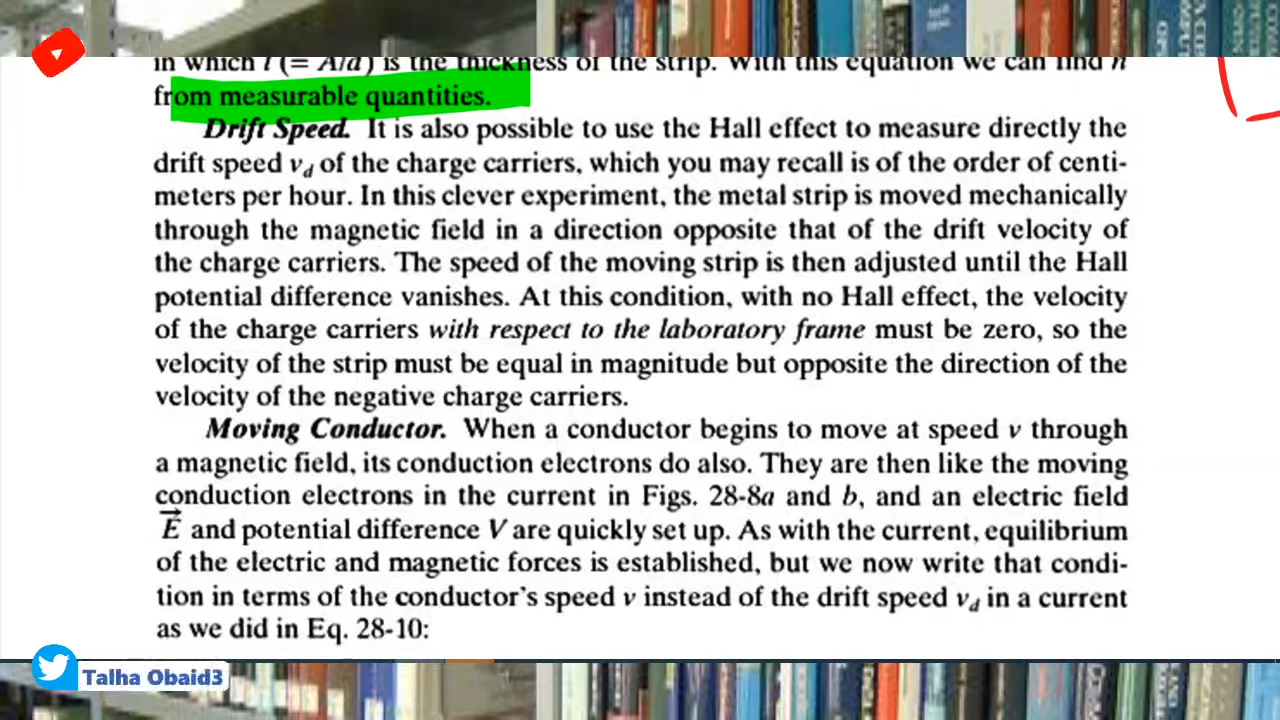 in which l (= A/d) is the thickness of the strip. With this equation we can find n
from measurable quantities.
Drift Speed. It is also possible to use the Hall effect to measure directly the
drift speed vd of the charge carriers, which you may recall is of the order of centi-
meters per hour. In this clever experiment, the metal strip is moved mechanically
through the magnetic field in a direction opposite that of the drift velocity of
the charge carriers. The speed of the moving strip is then adjusted until the Hall
potential difference vanishes. At this condition, with no Hall effect, the velocity
of the charge carriers with respect to the laboratory frame must be zero, so the
velocity of the strip must be equal in magnitude but opposite the direction of the
velocity of the negative charge carriers.
Moving Conductor. When a conductor begins to move at speed v through
a magnetic field, its conduction electrons do also. They are then like the moving
conduction electrons in the current in Figs. 28-8a and b, and an electric field
E⃗ and potential difference V are quickly set up. As with the current, equilibrium
of the electric and magnetic forces is established, but we now write that condi-
tion in terms of the conductor's speed v instead of the drift speed vd in a current
as we did in Eq. 28-10:
Talha Obaid3